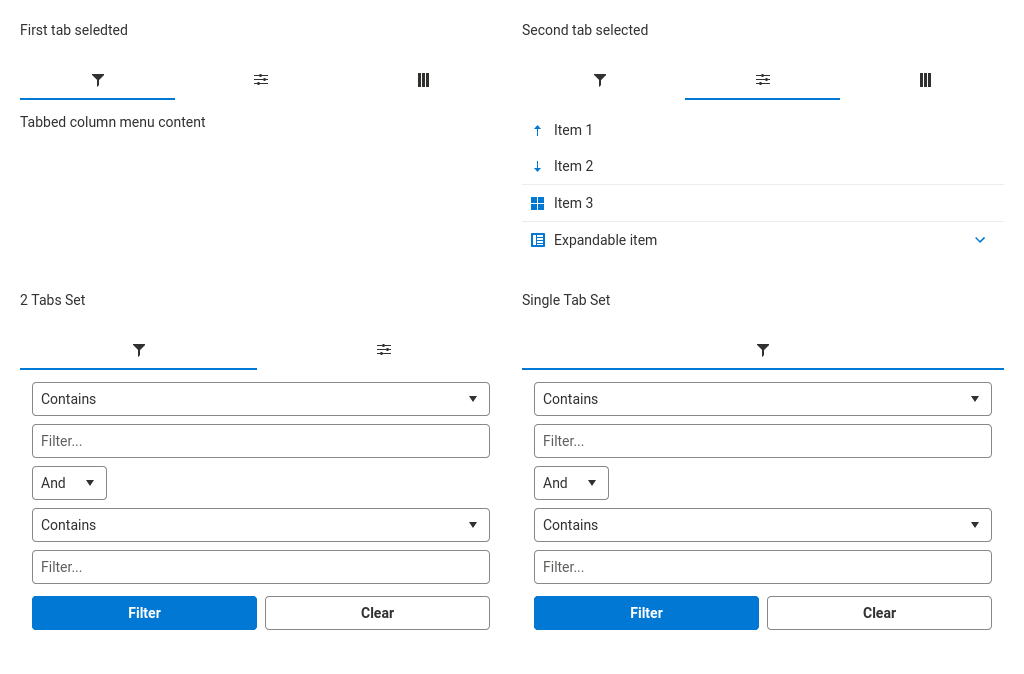 First tab seledted
Second tab selected
Tabbed column menu content
Item 1
Item 2
Item 3
Expandable item
2 Tabs Set
Single Tab Set
Contains
Filter...
And
Contains
Filter...
Filter
Clear
Contains
Filter...
And
Contains
Filter...
Filter
Clear